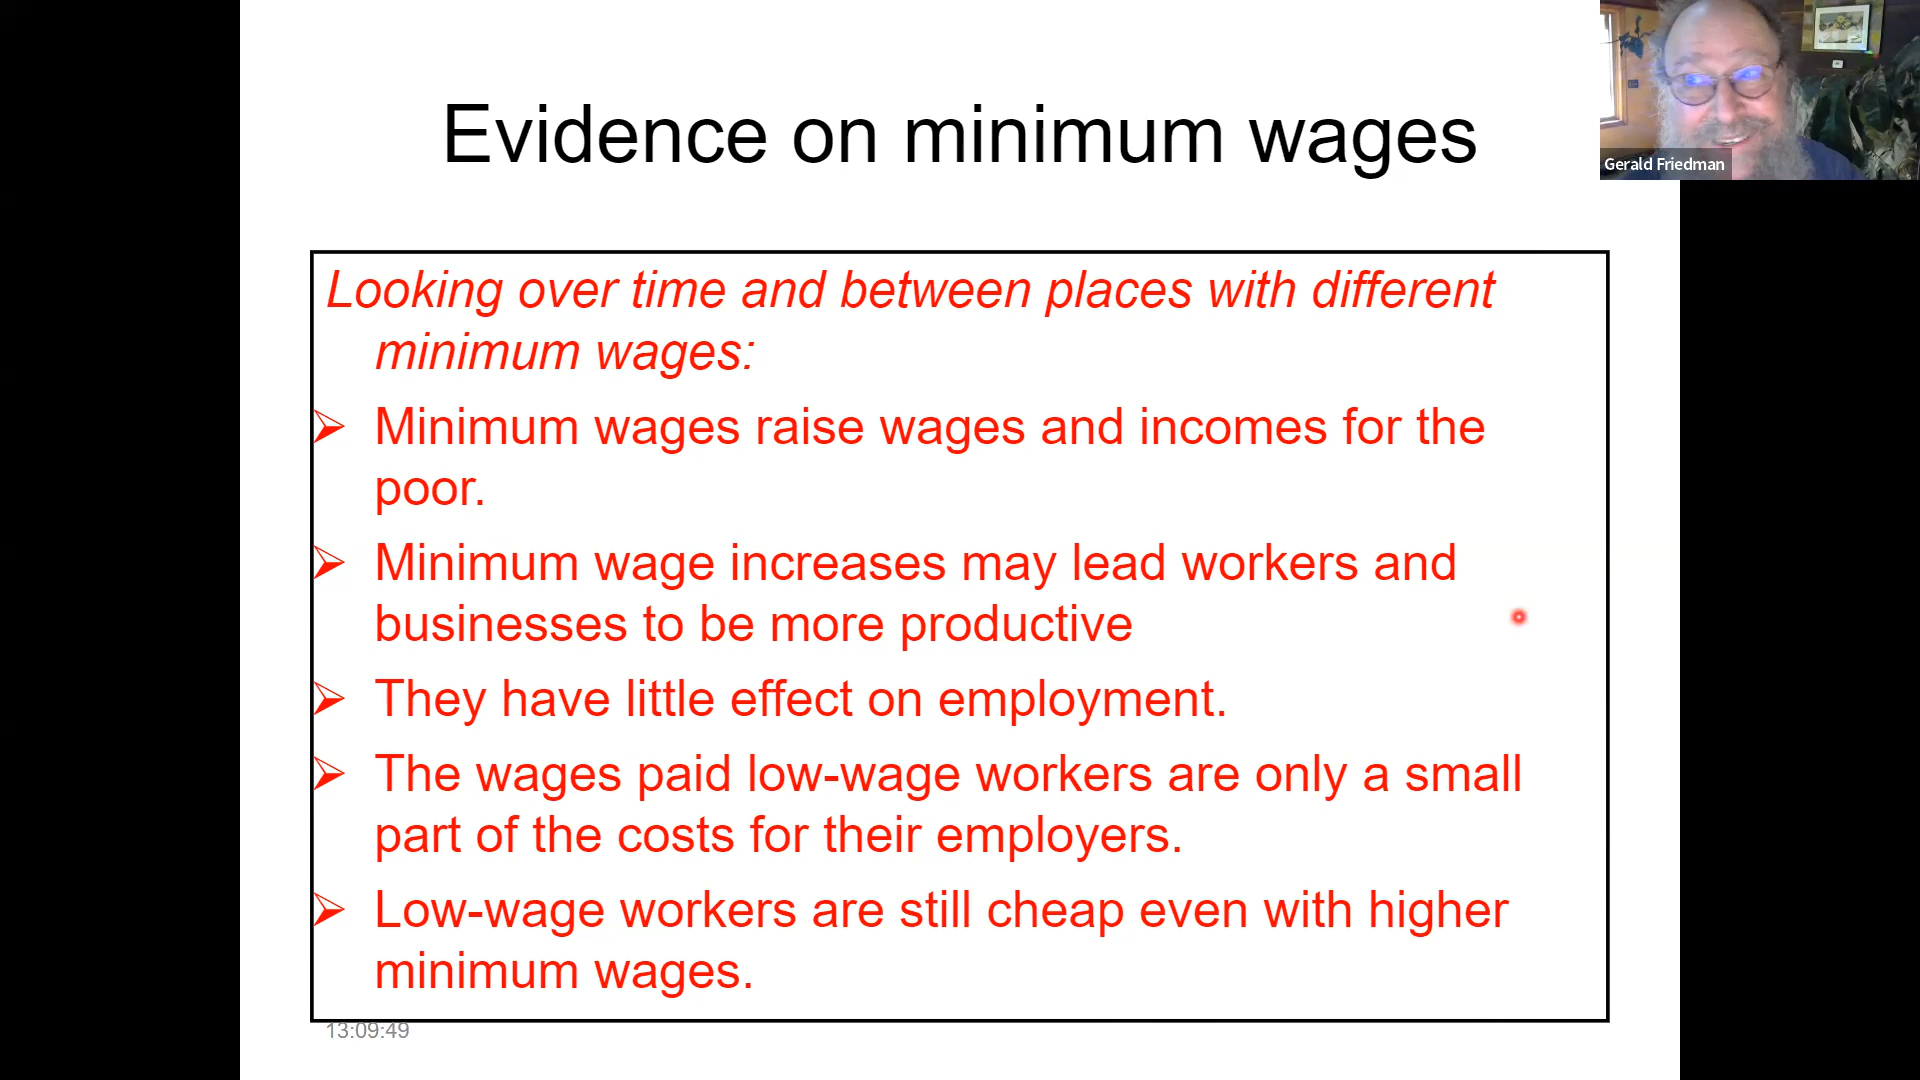 Evidence on minimum wages
Gerald Friedman
Looking over time and between places with different
minimum wages:
➢ Minimum wages raise wages and incomes for the
poor.
➢ Minimum wage increases may lead workers and
businesses to be more productive
➢ They have little effect on employment.
➢ The wages paid low-wage workers are only a small
part of the costs for their employers.
➢ Low-wage workers are still cheap even with higher
minimum wages.
13:09:49